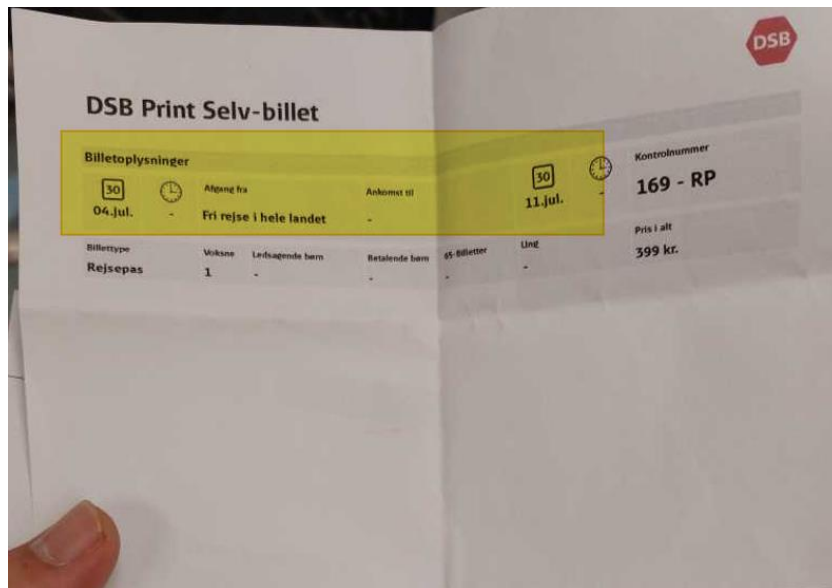 DSB
DSB Print Selv-billet
Billetoplysninger
30
04.jul.
-
Afgang fra
Fri rejse i hele landet
Ankomst til
-
30
11.jul.
-
Kontrolnummer
169 - RP
Billettype
Rejsepas
Voksne
1
Ledsagende børn
-
Betalende børn
-
65-Billetter
-
Ung
-
Pris i alt
399 kr.